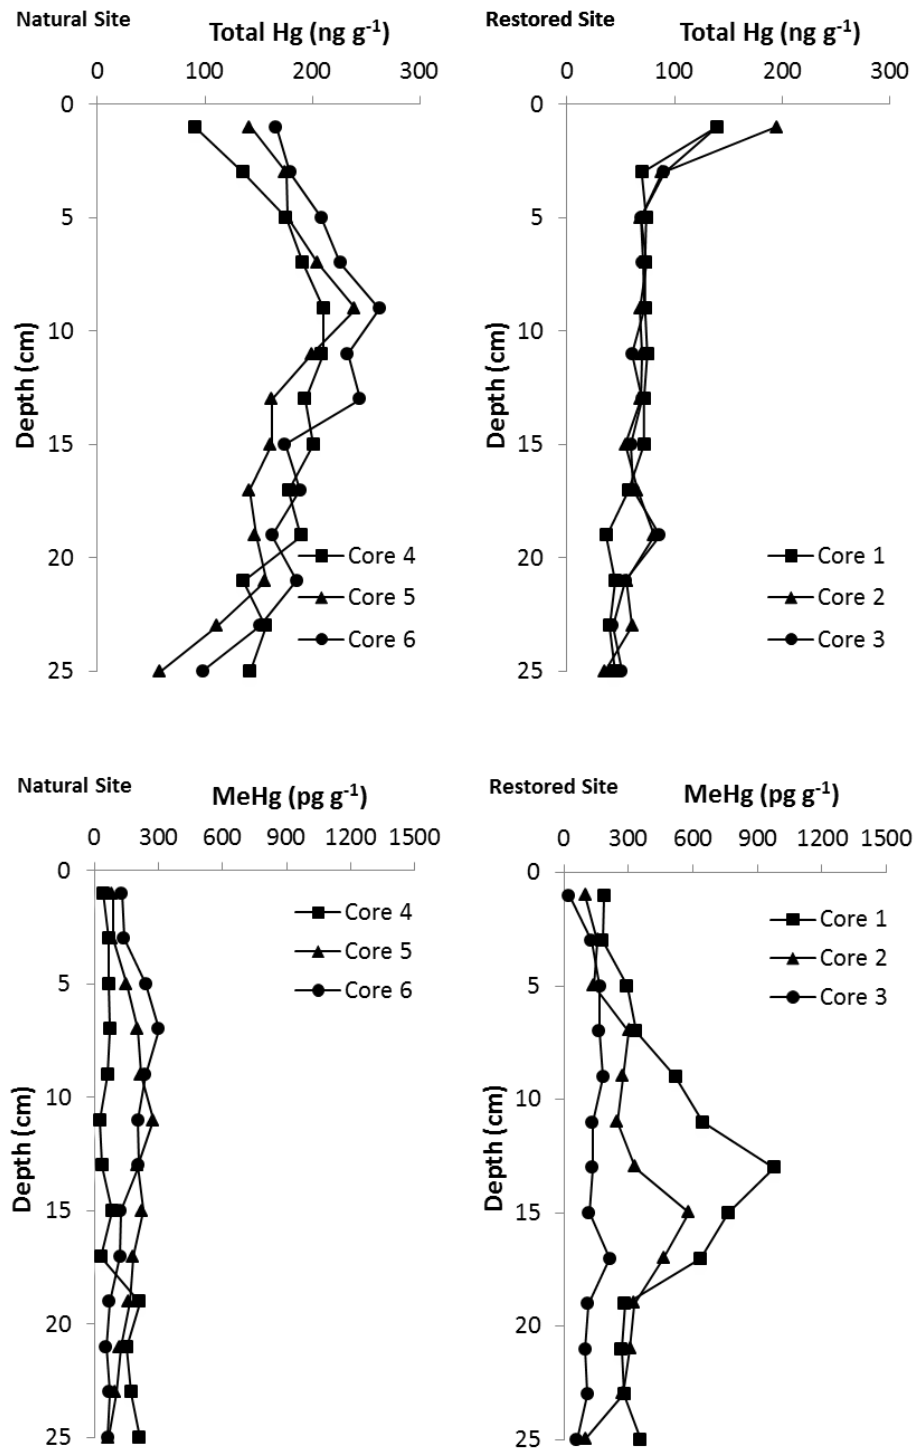 Natural Site
Total Hg (ng g⁻¹)
0 100 200 300
0
5
10
15
20
25
Depth (cm)
Core 4
Core 5
Core 6
Restored Site
Total Hg (ng g⁻¹)
0 100 200 300
0
5
10
15
20
25
Depth (cm)
Core 1
Core 2
Core 3
Natural Site
MeHg (pg g⁻¹)
0 300 600 900 1200 1500
0
5
10
15
20
25
Depth (cm)
Core 4
Core 5
Core 6
Restored Site
MeHg (pg g⁻¹)
0 300 600 900 1200 1500
0
5
10
15
20
25
Depth (cm)
Core 1
Core 2
Core 3